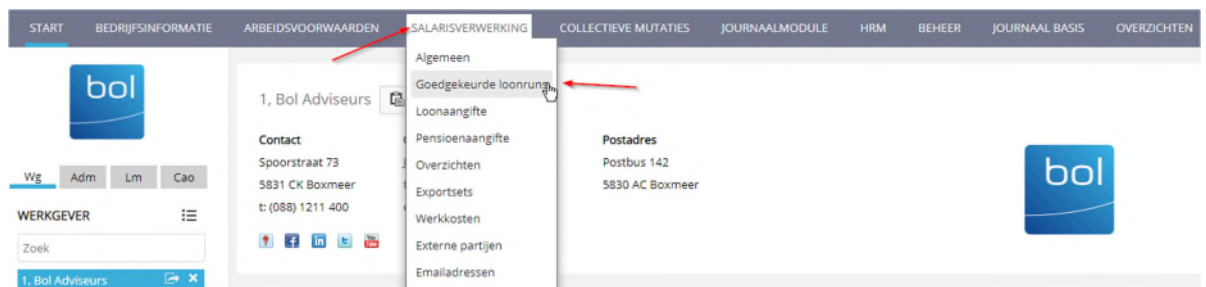 START BEDRIJFSINFORMATIE ARBEIDSVOORWAARDEN SALARISVERWERKING COLLECTIEVE MUTATIES JOURNAALMODULE HRM BEHEER JOURNAAL BASIS OVERZICHTEN
bol
Wg Adm Lm Cao
WERKGEVER
Zoek
1, Bol Adviseurs
Algemeen
Goedgekeurde loonruns
Loonaangifte
Pensioenaangifte
Overzichten
Exportsets
Werkkosten
Externe partijen
Emailadressen
1, Bol Adviseurs
Contact
Spoorstraat 73
5831 CK Boxmeer
t: (088) 1211 400
You Tube
Postadres
Postbus 142
5830 AC Boxmeer
bol